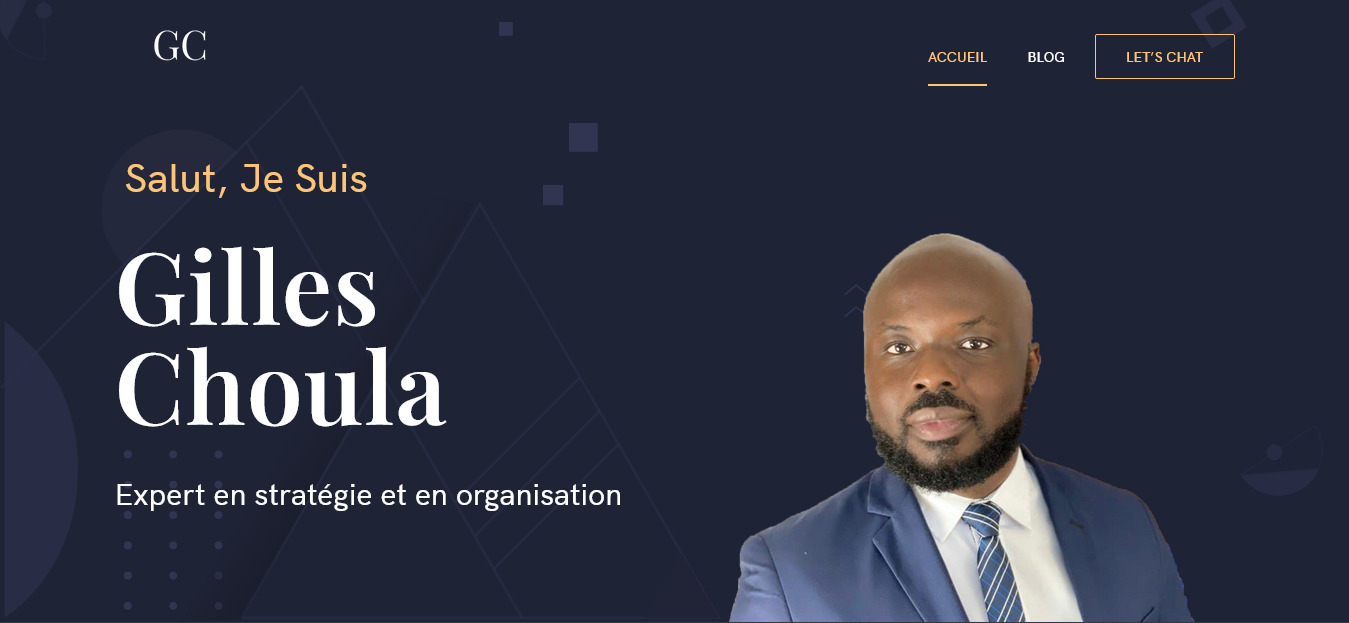 GC
ACCUEIL
BLOG
LET’S CHAT
Salut, Je Suis
Gilles
Choula
Expert en stratégie et en organisation